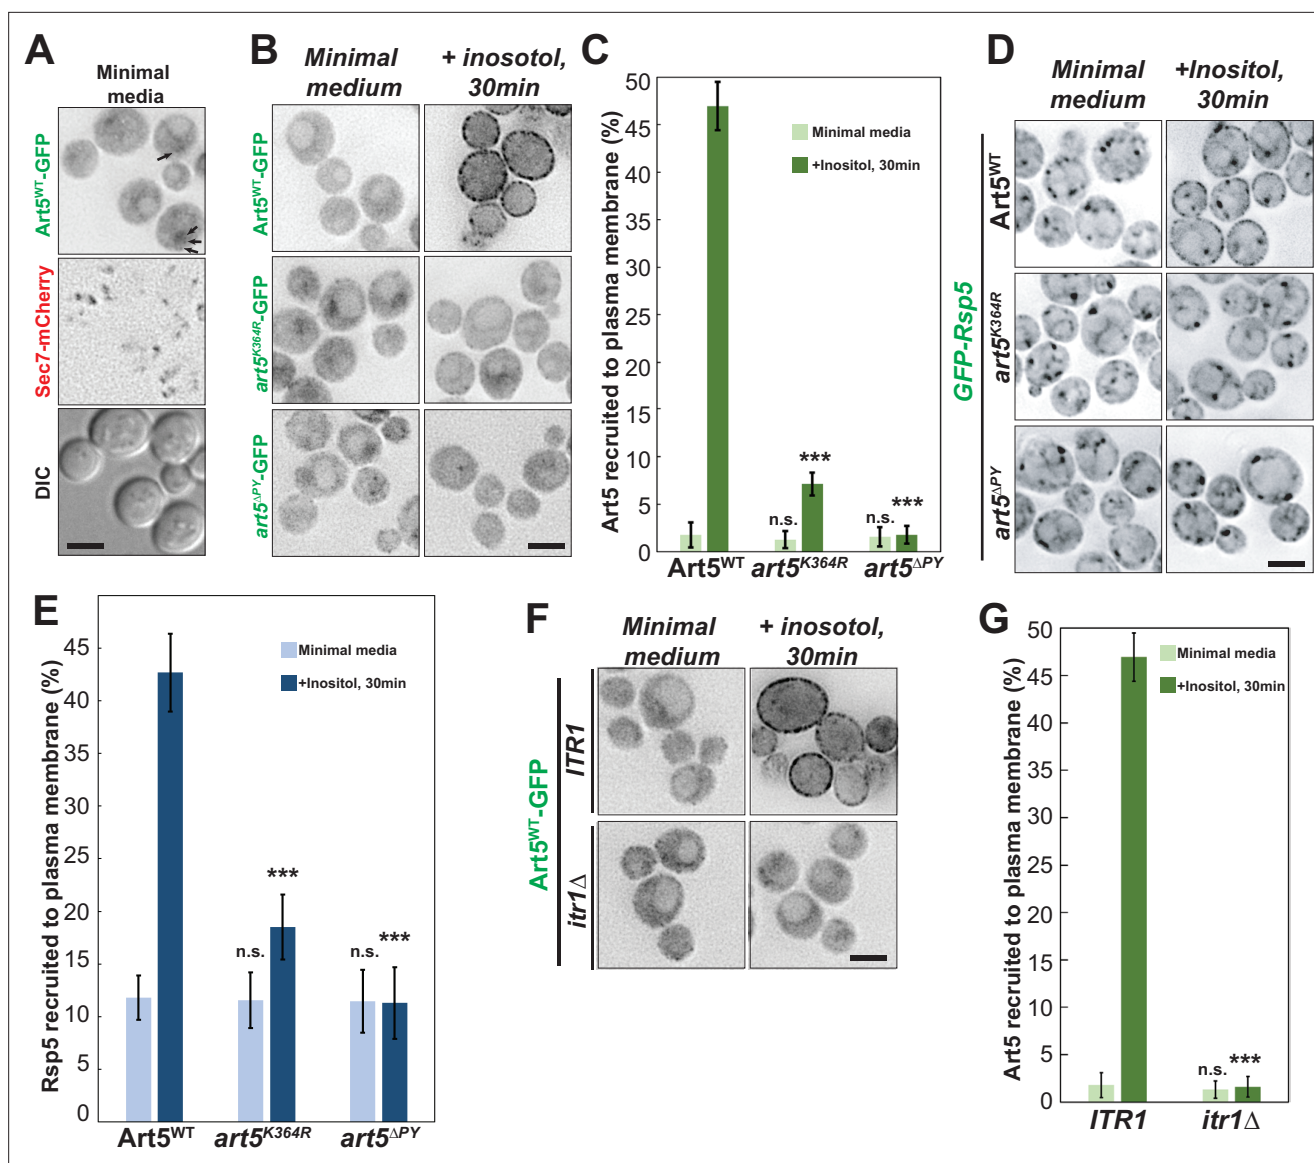 A
Minimal
media
Art5WT-GFP
Sec7-mCherry
DIC
B
Minimal
medium
+ inosotol,
30min
Art5WT-GFP
art5K364R-GFP
art5ΔPY-GFP
C
Art5 recruited to plasma membrane (%)
50
45
40
35
30
25
20
15
10
5
0
Minimal media
+Inositol, 30min
n.s.
***
n.s.
***
Art5WT
art5K364R
art5ΔPY
D
Minimal
medium
+Inositol,
30min
GFP-Rsp5
Art5WT
art5K364R
art5ΔPY
E
Rsp5 recruited to plasma membrane (%)
45
40
35
30
25
20
15
10
5
0
Minimal media
+Inositol, 30min
n.s.
***
n.s.
***
Art5WT
art5K364R
art5ΔPY
F
Minimal
medium
+ inosotol,
30min
Art5WT-GFP
ITR1
itr1Δ
G
Art5 recruited to plasma membrane (%)
50
45
40
35
30
25
20
15
10
5
0
Minimal media
+Inositol, 30min
n.s.
***
ITR1
itr1Δ